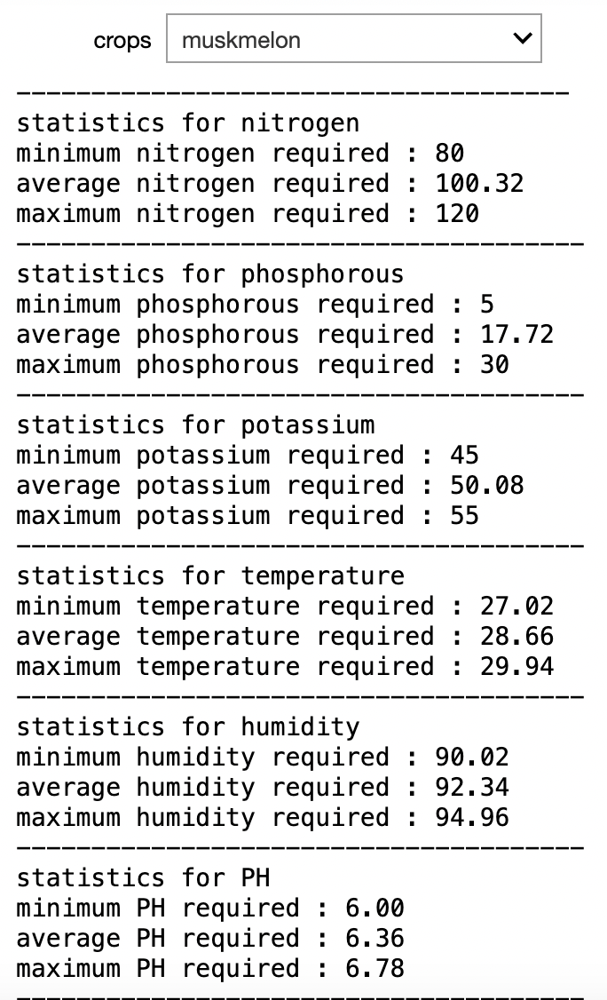 crops muskmelon
-------------------------------------
statistics for nitrogen
minimum nitrogen required : 80
average nitrogen required : 100.32
maximum nitrogen required : 120
--------------------------------------
statistics for phosphorous
minimum phosphorous required : 5
average phosphorous required : 17.72
maximum phosphorous required : 30
--------------------------------------
statistics for potassium
minimum potassium required : 45
average potassium required : 50.08
maximum potassium required : 55
--------------------------------------
statistics for temperature
minimum temperature required : 27.02
average temperature required : 28.66
maximum temperature required : 29.94
--------------------------------------
statistics for humidity
minimum humidity required : 90.02
average humidity required : 92.34
maximum humidity required : 94.96
--------------------------------------
statistics for PH
minimum PH required : 6.00
average PH required : 6.36
maximum PH required : 6.78
--------------------------------------